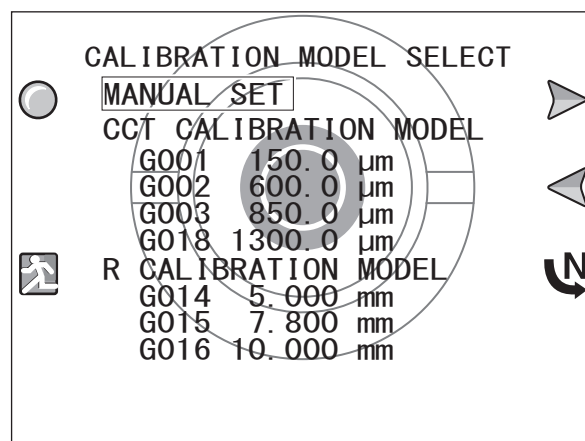 CALIBRATION MODEL SELECT
MANUAL SET
CCT CALIBRATION MODEL
G001 150.0 μm
G002 600.0 μm
G003 850.0 μm
G018 1300.0 μm
R CALIBRATION MODEL
G014 5.000 mm
G015 7.800 mm
G016 10.000 mm
N